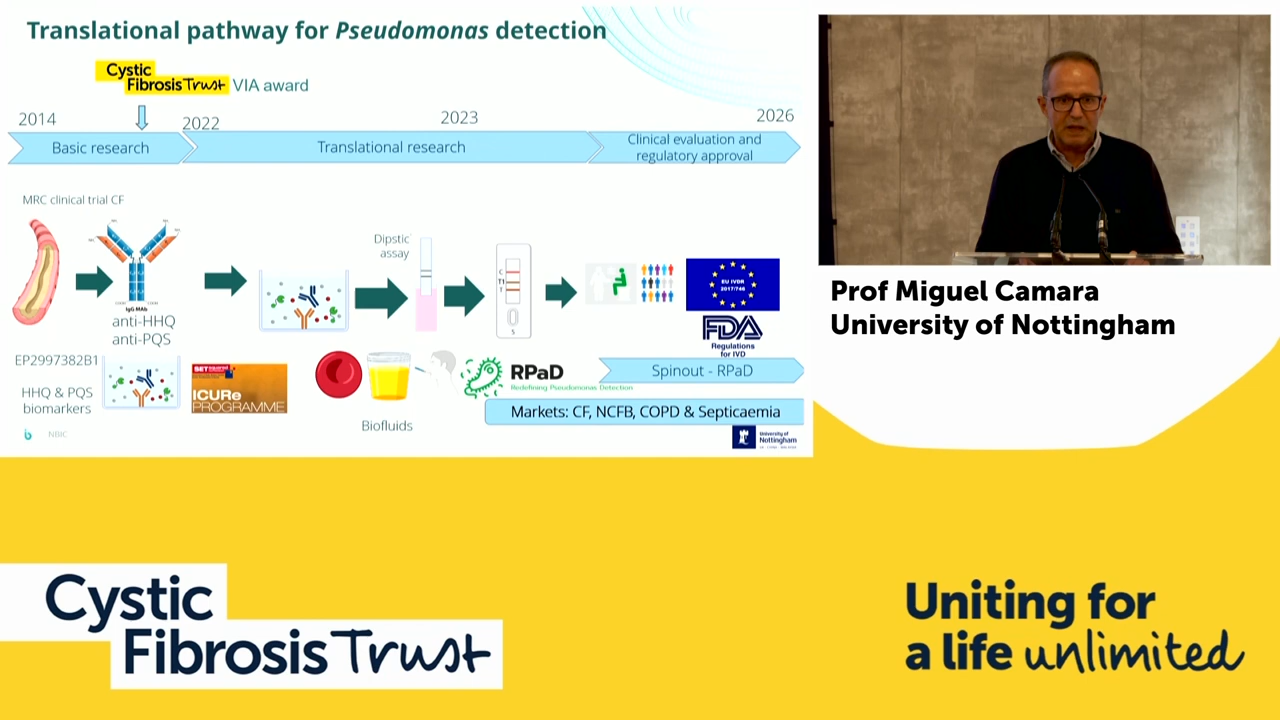 Translational pathway for Pseudomonas detection
Cystic
Fibrosis Trust VIA award
2014
2022
2023
2026
Basic research
Translational research
Clinical evaluation and
regulatory approval
MRC clinical trial CF
Dipstic
assay
IgG MAb
anti-HHQ
anti-PQS
C
T1
T
S
EU IVDR
2017/746
FDA
Regulations
for IVD
EP2997382B1
HHQ & PQS
biomarkers
SET
ICURe
PROGRAMME
Biofluids
RPaD
Redefining Pseudomonas Detection
Spinout - RPaD
Markets: CF, NCFB, COPD & Septicaemia
NBIC
University of
Nottingham
Prof Miguel Camara
University of Nottingham
Cystic
Fibrosis Trust
Uniting for
a life unlimited